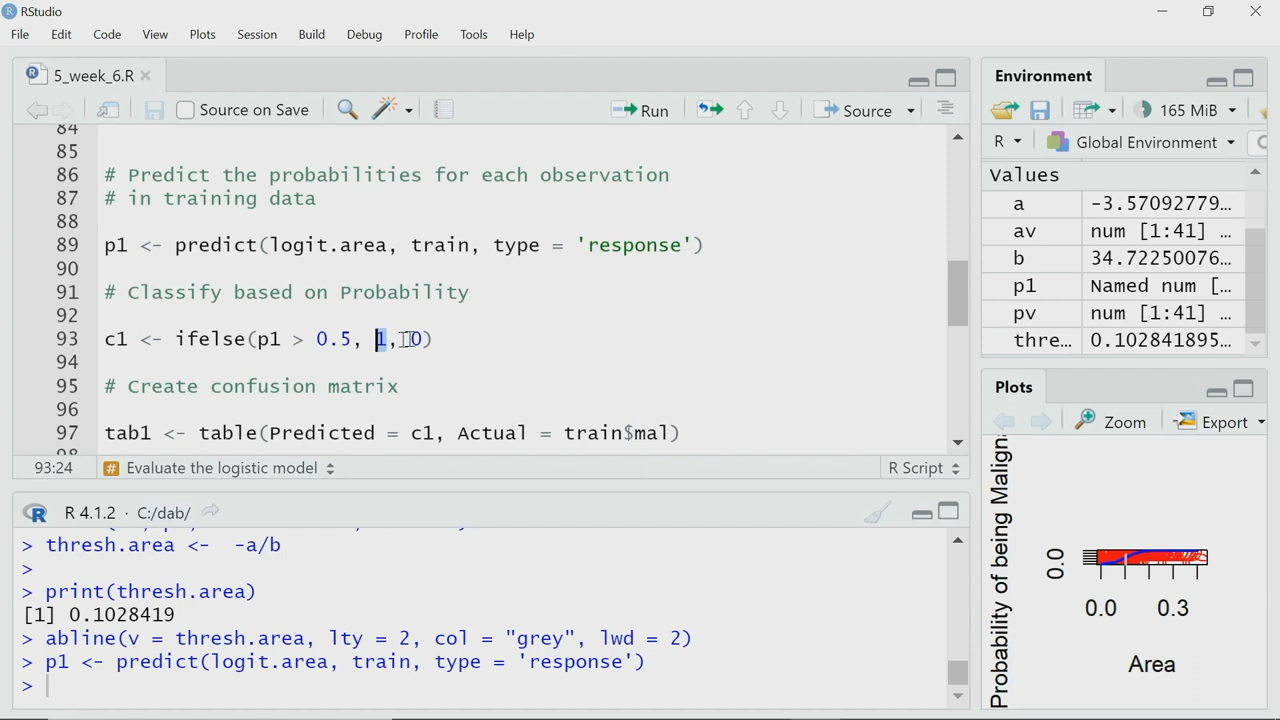 RStudio
File Edit Code View Plots Session Build Debug Profile Tools Help
5_week_6.R
Source on Save
Run
Source
84
85
86 # Predict the probabilities for each observation
87 # in training data
88
89 p1 <- predict(logit.area, train, type = 'response')
90
91 # Classify based on Probability
92
93 c1 <- ifelse(p1 > 0.5, 1, 0)
94
95 # Create confusion matrix
96
97 tab1 <- table(Predicted = c1, Actual = train$mal)
98
93:24 Evaluate the logistic model R Script
R 4.1.2 · C:/dab/
> thresh.area <- -a/b
>
> print(thresh.area)
[1] 0.1028419
> abline(v = thresh.area, lty = 2, col = "grey", lwd = 2)
> p1 <- predict(logit.area, train, type = 'response')
>
Environment
165 MiB
R Global Environment
Values
a -3.57092779…
av num [1:41] …
b 34.72250076…
p1 Named num […
pv num [1:41] …
thre… 0.102841895…
Plots
Zoom Export
Probability of being Malign
0.0
0.0 0.3
Area